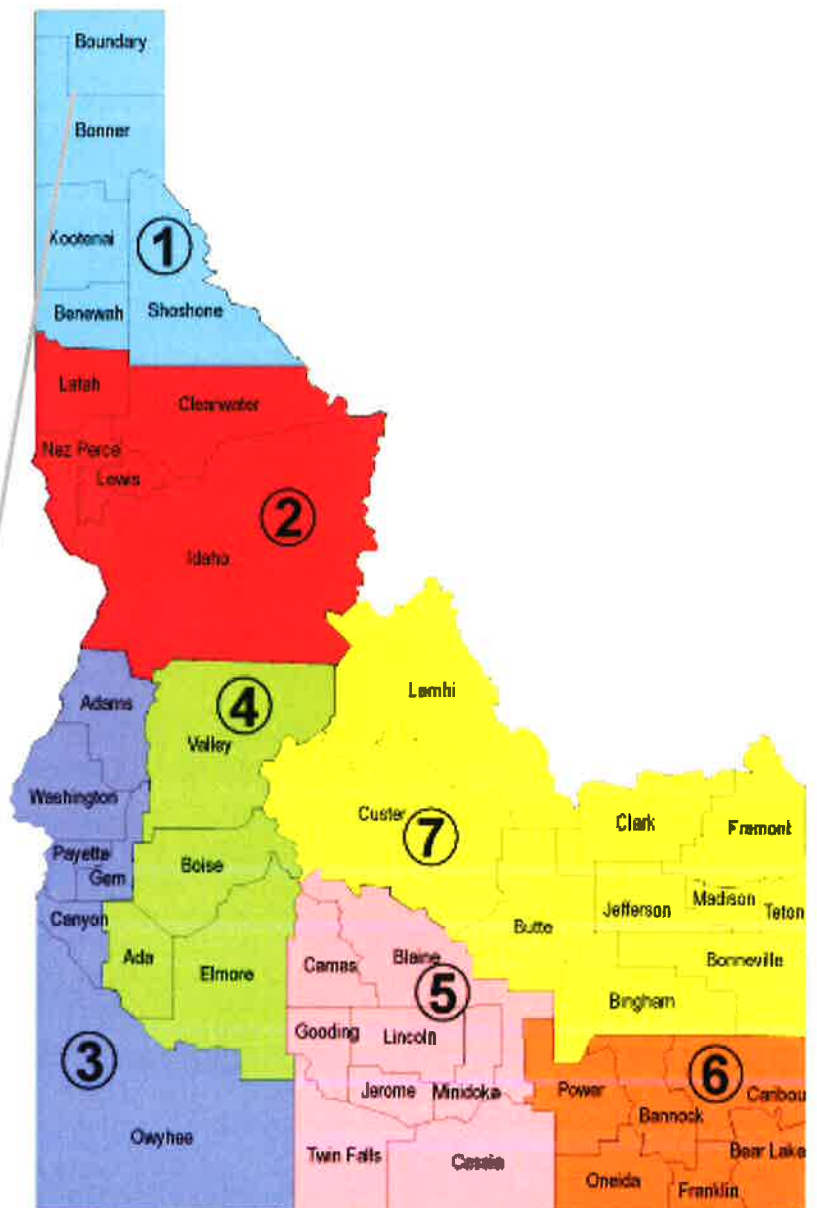 Boundary
Bonner
Kootenai
1
Benewah
Shoshone
Latah
Clearwater
Nez Perce
Lewis
2
Idaho
Lemhi
Adams
4
Valley
Washington
Custer
7
Clark
Fremont
Payette
Gem
Boise
Canyon
Jefferson
Madison
Teton
Butte
Ada
Elmore
Camas
Blaine
5
Bonneville
Bingham
Gooding
Lincoln
3
Jerome
Minidoka
Power
6
Caribou
Bannock
Owyhee
Twin Falls
Cassia
Bear Lake
Oneida
Franklin